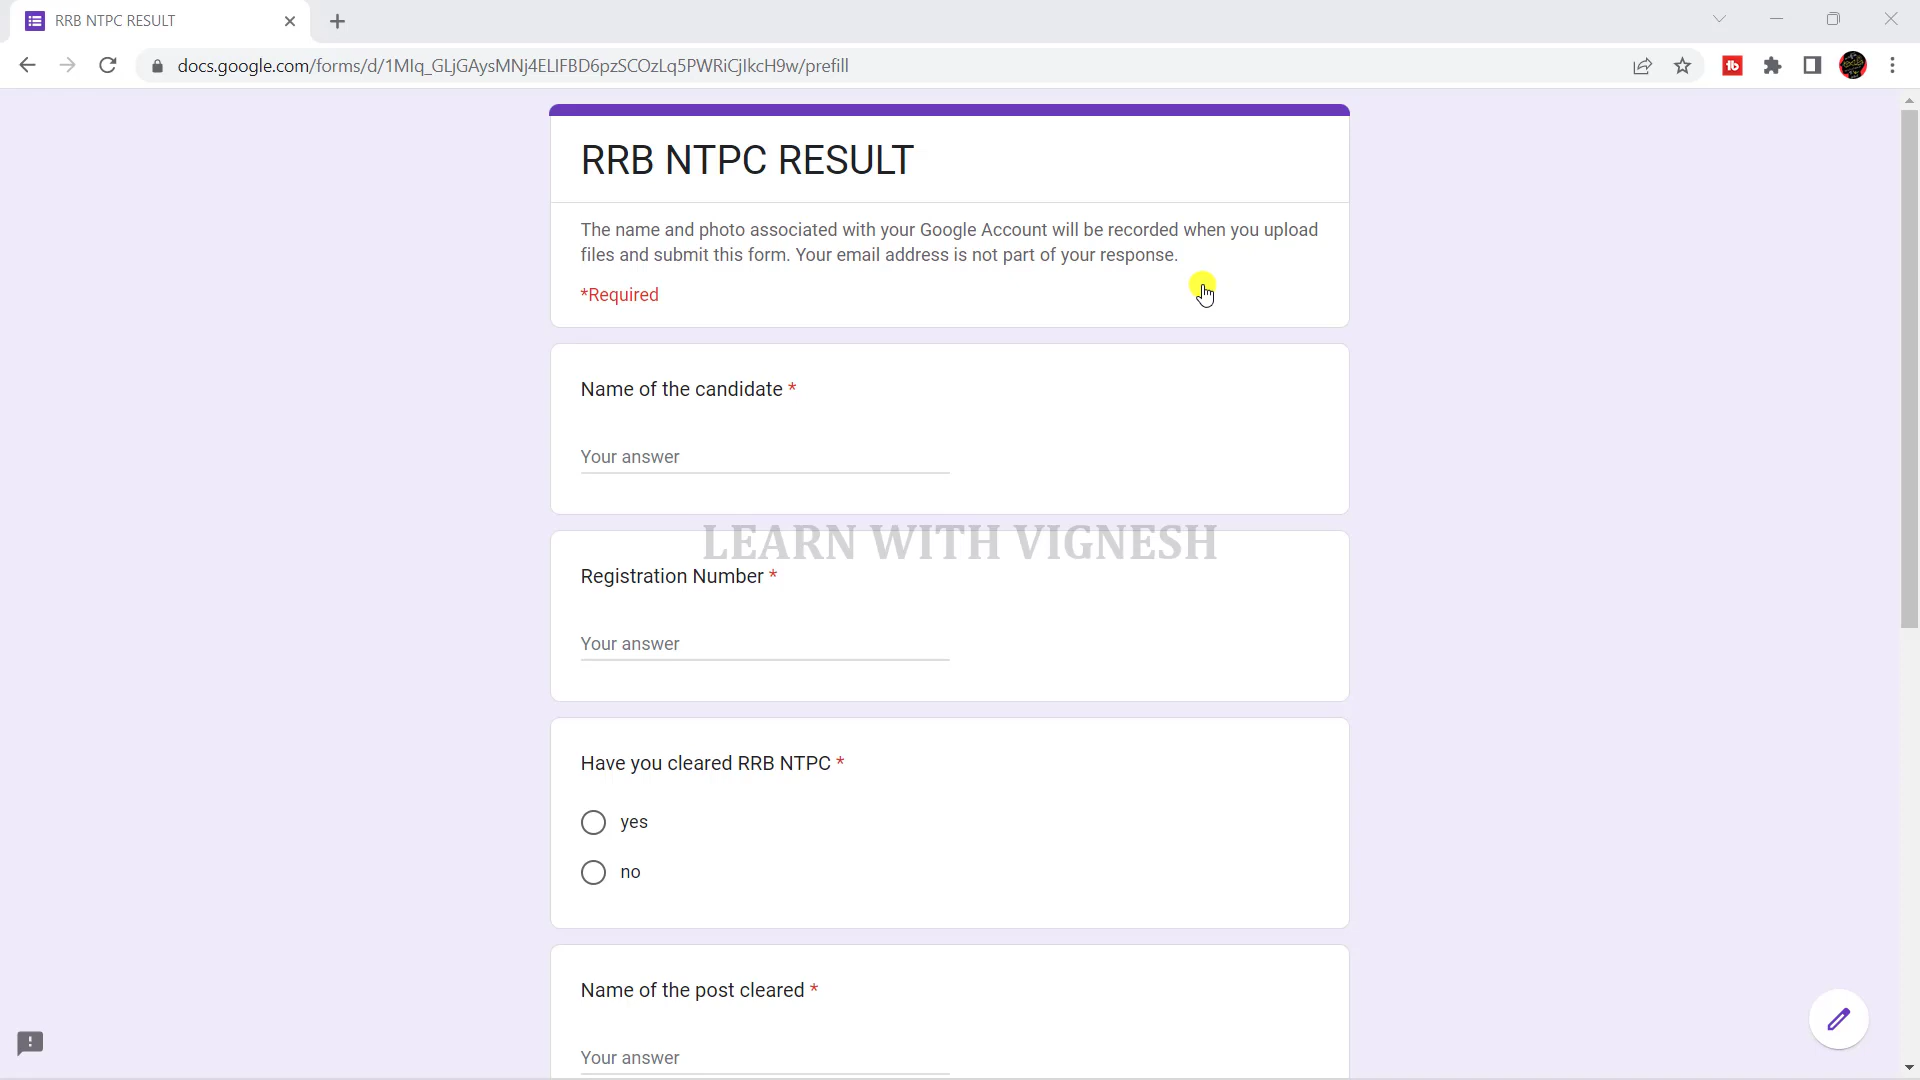 RRB NTPC RESULT
docs.google.com/forms/d/1MIq_GLjGAysMNj4ELIFBD6pzSCOzLq5PWRiCjlkcH9w/prefill
RRB NTPC RESULT
The name and photo associated with your Google Account will be recorded when you upload
files and submit this form. Your email address is not part of your response.
*Required
Name of the candidate *
Your answer
LEARN WITH VIGNESH
Registration Number *
Your answer
Have you cleared RRB NTPC *
yes
no
Name of the post cleared *
Your answer